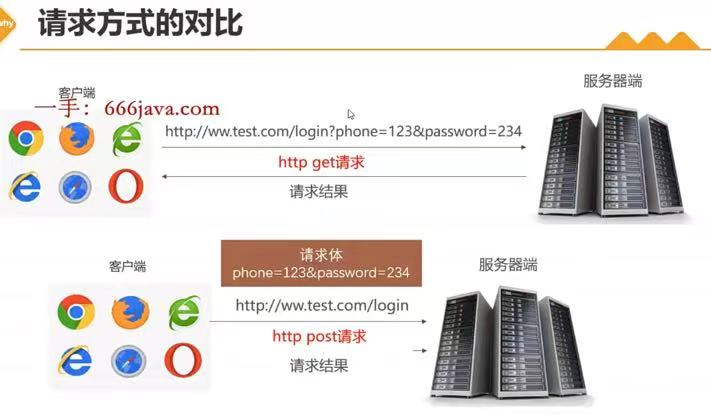 why
请求方式的对比
客户端
一手：666java.com
服务器端
http://ww.test.com/login?phone=123&password=234
http get请求
请求结果
客户端
请求体
phone=123&password=234
服务器端
http://ww.test.com/login
http post请求
请求结果